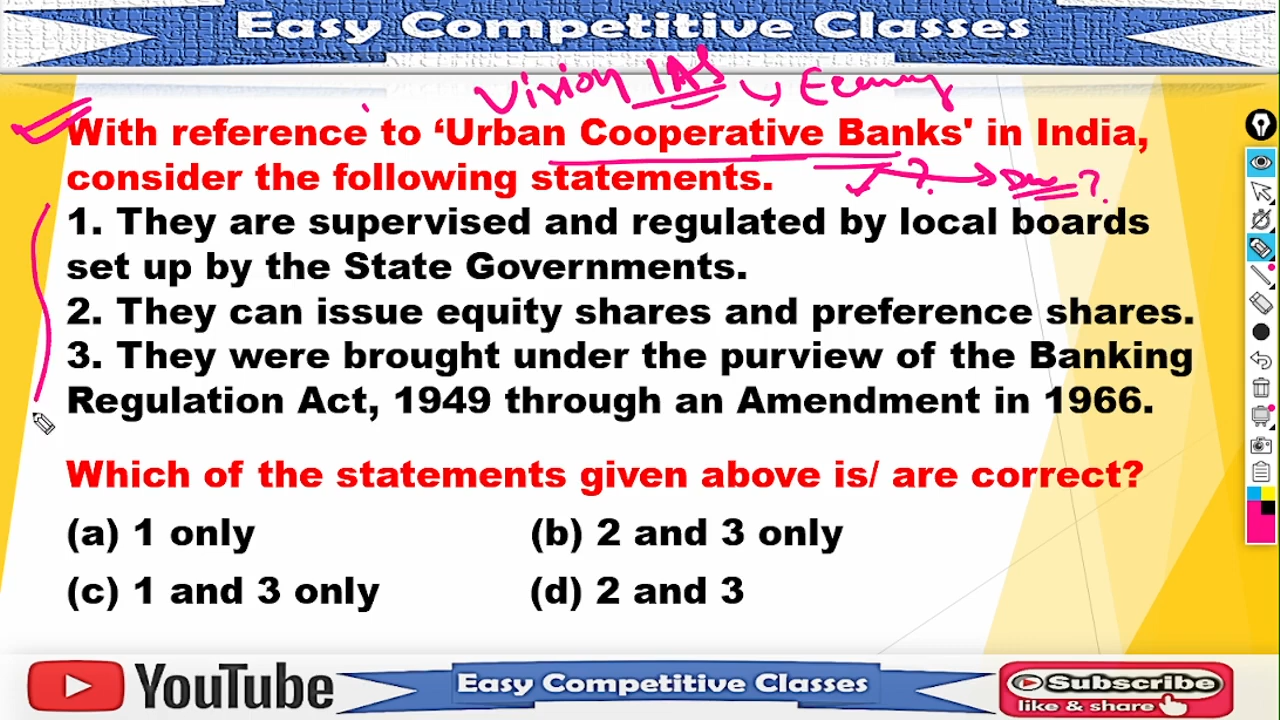 Easy Competitive Classes
Vision IAS
With reference to ‘Urban Cooperative Banks' in India,
consider the following statements.
1. They are supervised and regulated by local boards
set up by the State Governments.
2. They can issue equity shares and preference shares.
3. They were brought under the purview of the Banking
Regulation Act, 1949 through an Amendment in 1966.
Which of the statements given above is/ are correct?
(a) 1 only (b) 2 and 3 only
(c) 1 and 3 only (d) 2 and 3
YouTube Easy Competitive Classes Subscribe
like & share